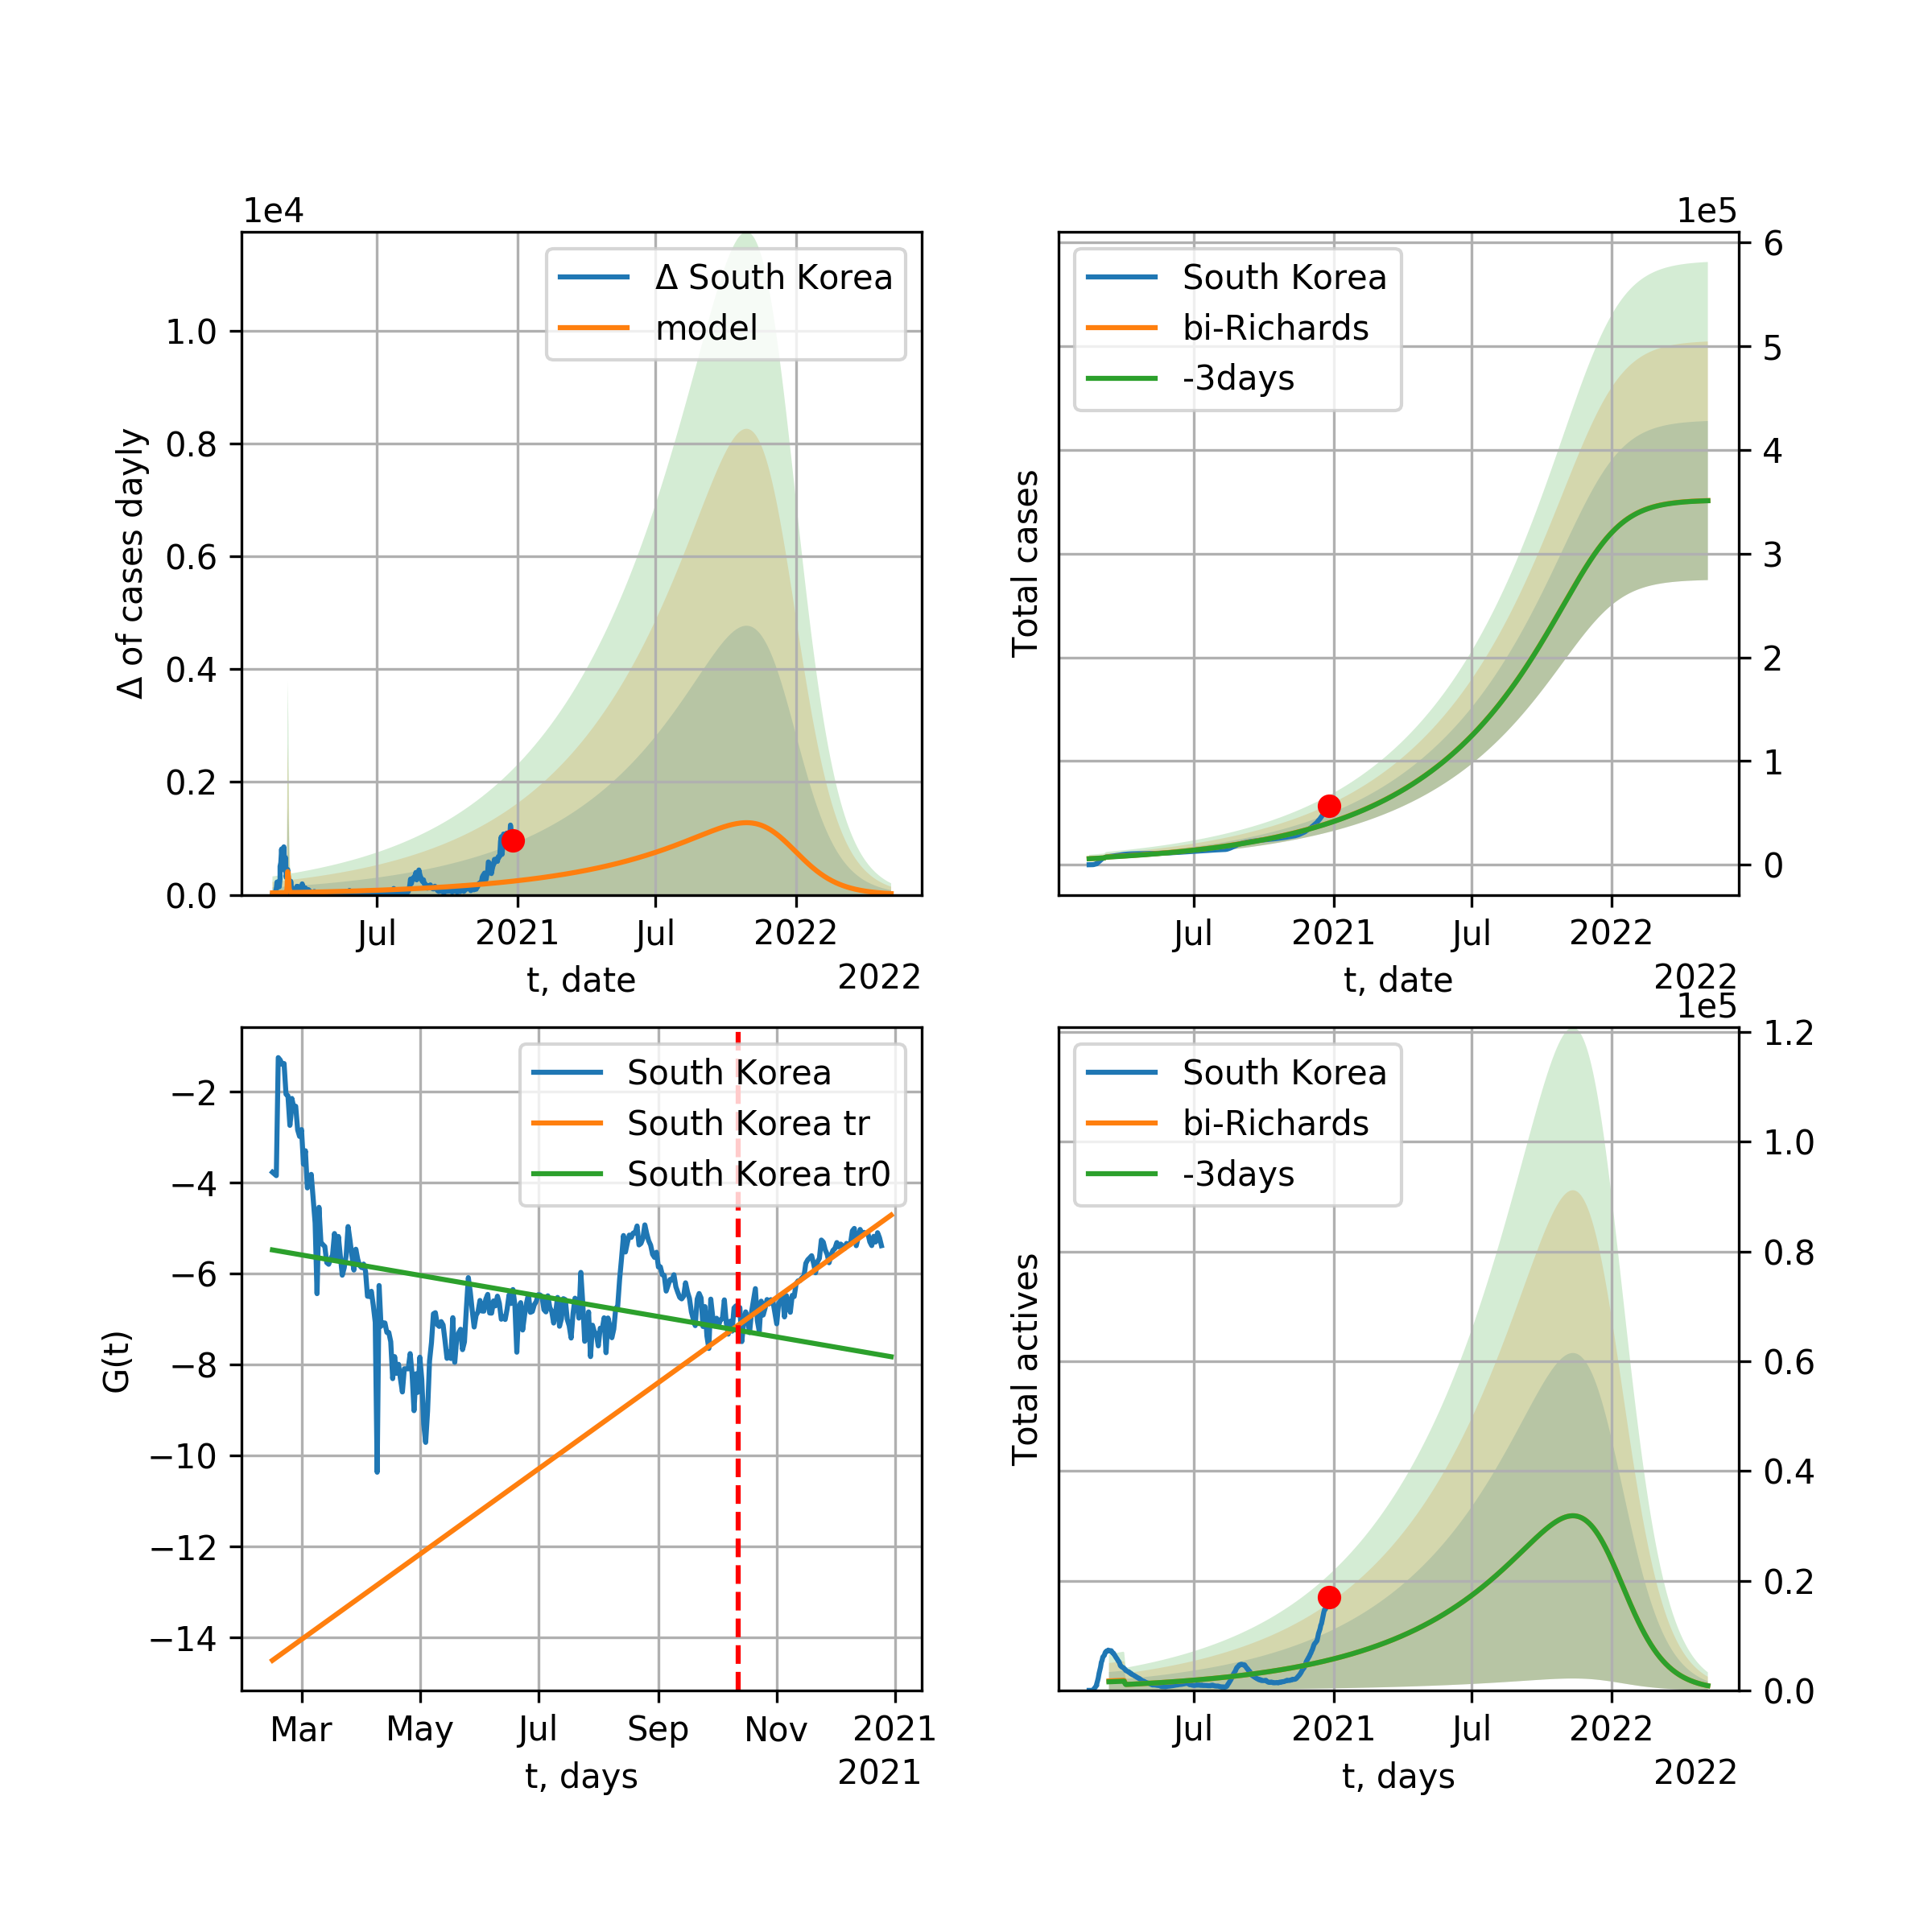 1e4
Δ South Korea
model
1.0
0.8
0.6
0.4
0.2
0.0
Δ of cases dayly
Jul
2021
Jul
2022
t, date
2022
1e5
South Korea
bi-Richards
-3days
6
5
4
3
2
1
0
Total cases
Jul
2021
Jul
2022
t, date
2022
South Korea
South Korea tr
South Korea tr0
−2
−4
−6
−8
−10
−12
−14
G(t)
Mar
May
Jul
Sep
Nov
2021
t, days
2021
1e5
South Korea
bi-Richards
-3days
1.2
1.0
0.8
0.6
0.4
0.2
0.0
Total actives
Jul
2021
Jul
2022
t, days
2022